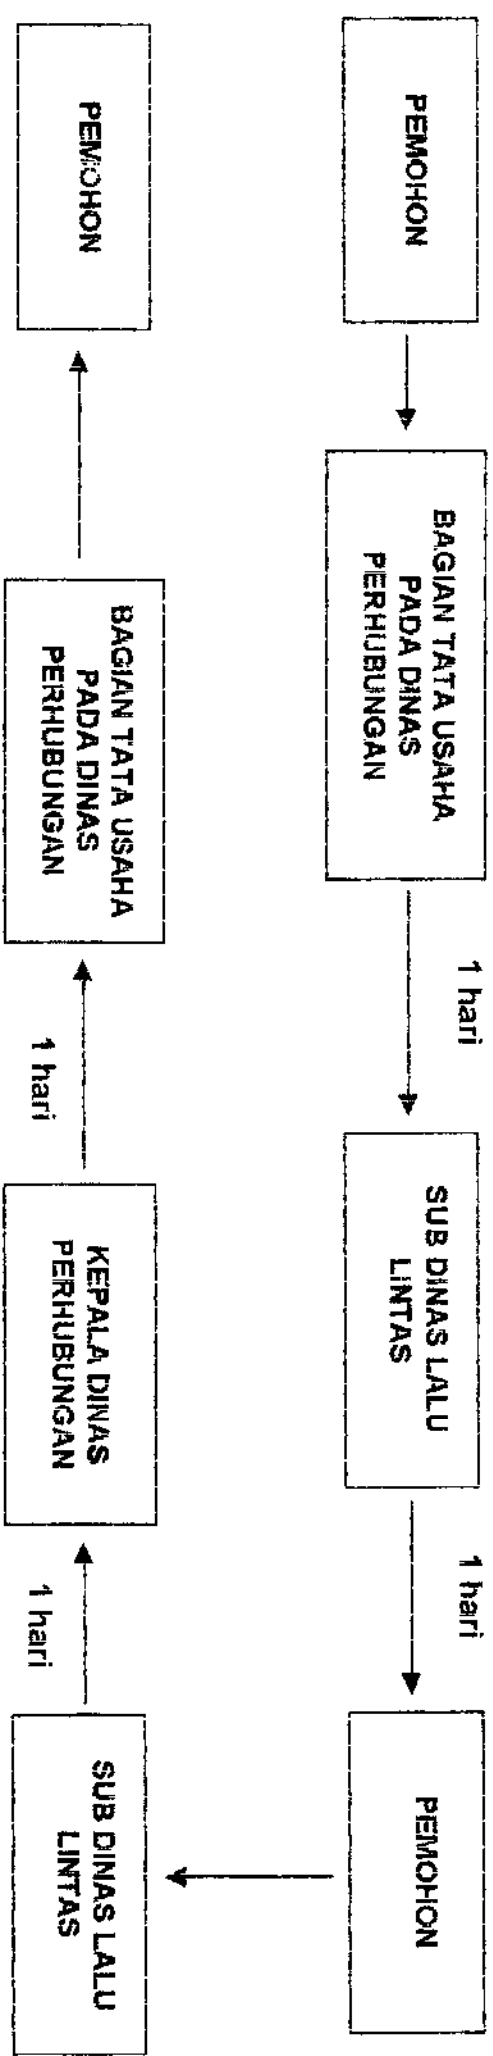 PEMOHON
BAGIAN TATA USAHA
PADA DINAS
PERHUBUNGAN
1 hari
SUB DINAS LALU
LINTAS
1 hari
PEMOHON
SUB DINAS LALU
LINTAS
1 hari
KEPALA DINAS
PERHUBUNGAN
1 hari
BAGIAN TATA USAHA
PADA DINAS
PERHUBUNGAN
PEMOHON